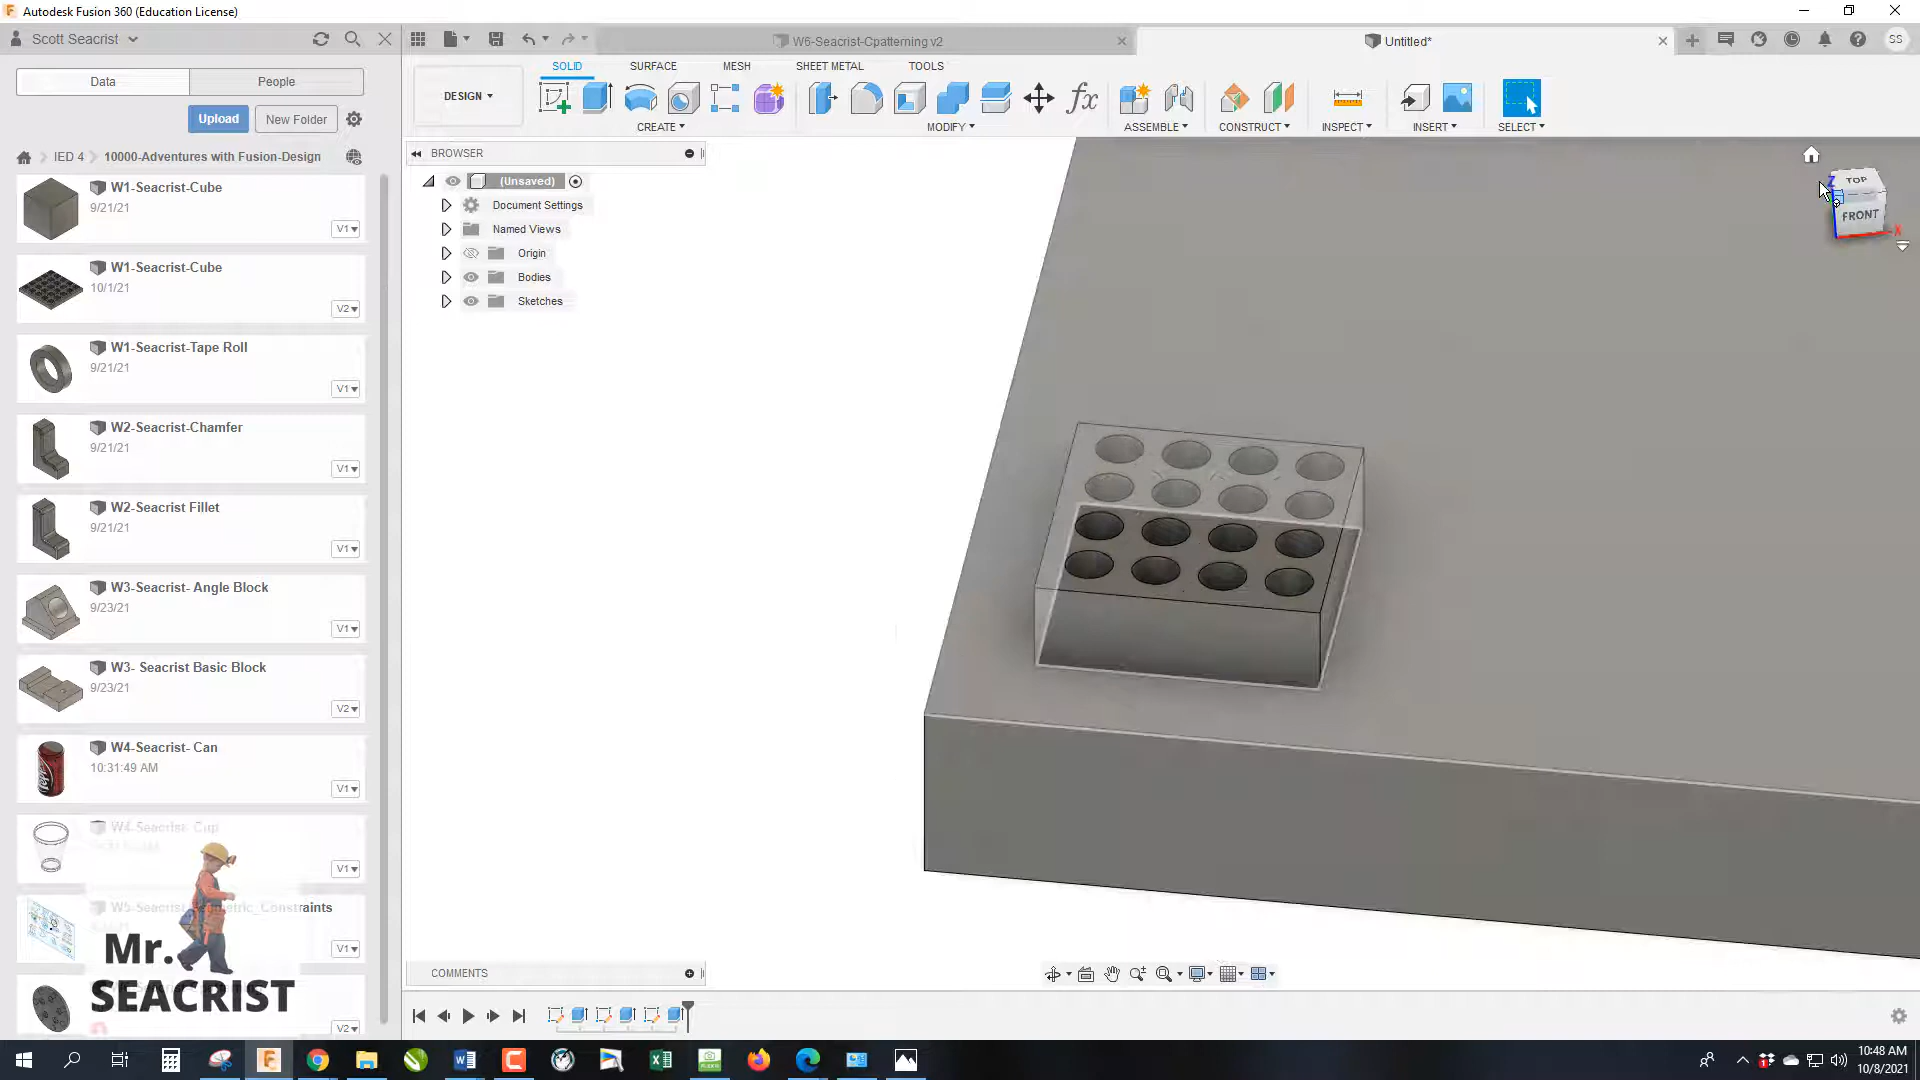 Autodesk Fusion 360 (Education License)
Scott Seacrist
W6-Seacrist-Cpatterning v2
Untitled*
SS
Data
People
Upload
New Folder
IED 4
10000-Adventures with Fusion-Design
DESIGN
SOLID
SURFACE
MESH
SHEET METAL
TOOLS
CREATE
MODIFY
ASSEMBLE
CONSTRUCT
INSPECT
INSERT
SELECT
BROWSER
(Unsaved)
Document Settings
Named Views
Origin
Bodies
Sketches
TOP
FRONT
Z
X
W1-Seacrist-Cube
9/21/21
V1
W1-Seacrist-Cube
10/1/21
V2
W1-Seacrist-Tape Roll
9/21/21
V1
W2-Seacrist-Chamfer
9/21/21
V1
W2-Seacrist Fillet
9/21/21
V1
W3-Seacrist- Angle Block
9/23/21
V1
W3- Seacrist Basic Block
9/23/21
V2
W4-Seacrist- Can
10:31:49 AM
V1
W4-Seacrist- Cup
V1
V1
V2
Mr.
SEACRIST
COMMENTS
10:48 AM
10/8/2021